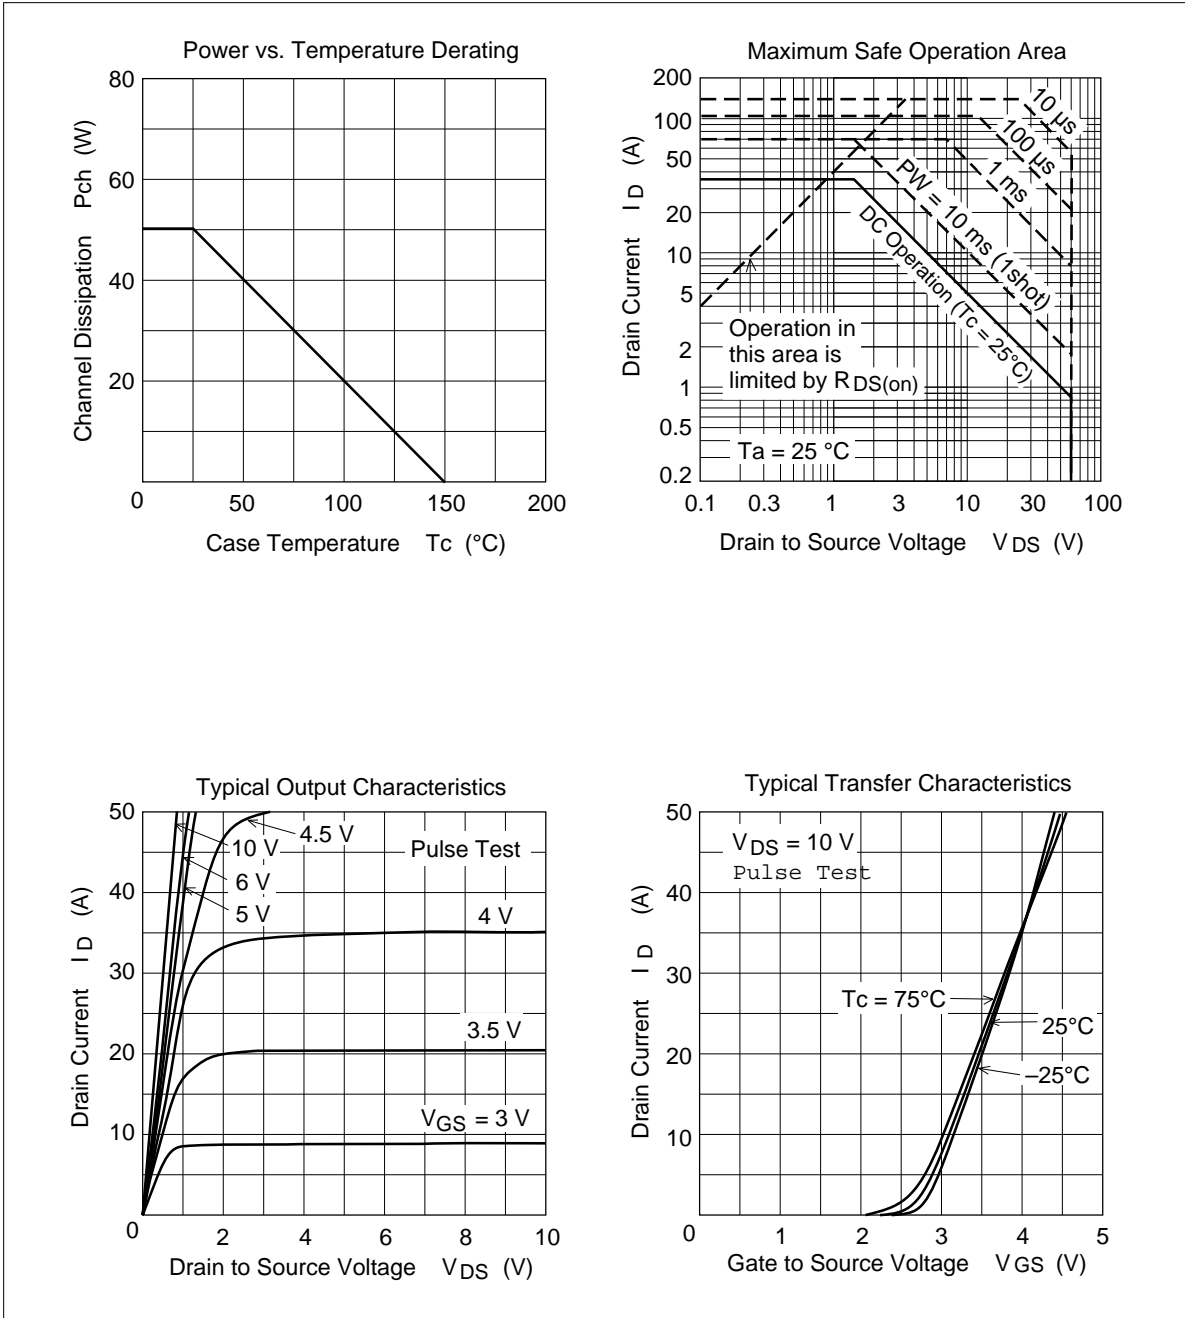 Power vs. Temperature Derating
80
60
40
20
0
50
100
150
200
Channel Dissipation Pch (W)
Case Temperature Tc (°C)
Maximum Safe Operation Area
200
100
50
20
10
5
2
1
0.5
0.2
0.1
0.3
1
3
10
30
100
Drain Current I D (A)
Drain to Source Voltage V DS (V)
10 µs
100 µs
1 ms
PW = 10 ms (1shot)
DC Operation (Tc = 25°C)
Operation in
this area is
limited by R DS(on)
Ta = 25 °C
Typical Output Characteristics
50
40
30
20
10
0
2
4
6
8
10
Drain Current I D (A)
Drain to Source Voltage V DS (V)
10 V
6 V
5 V
4.5 V
Pulse Test
4 V
3.5 V
VGS = 3 V
Typical Transfer Characteristics
50
40
30
20
10
0
1
2
3
4
5
Drain Current I D (A)
Gate to Source Voltage V GS (V)
V DS = 10 V
Pulse Test
Tc = 75°C
25°C
–25°C